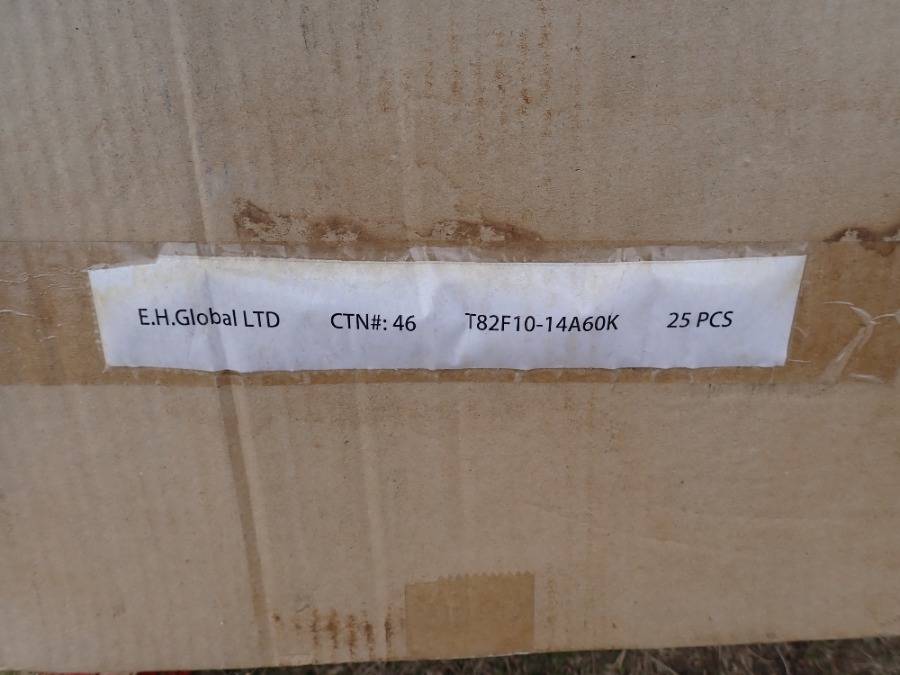 E.H.Global LTD CTN#: 46 T82F10-14A60K 25 PCS